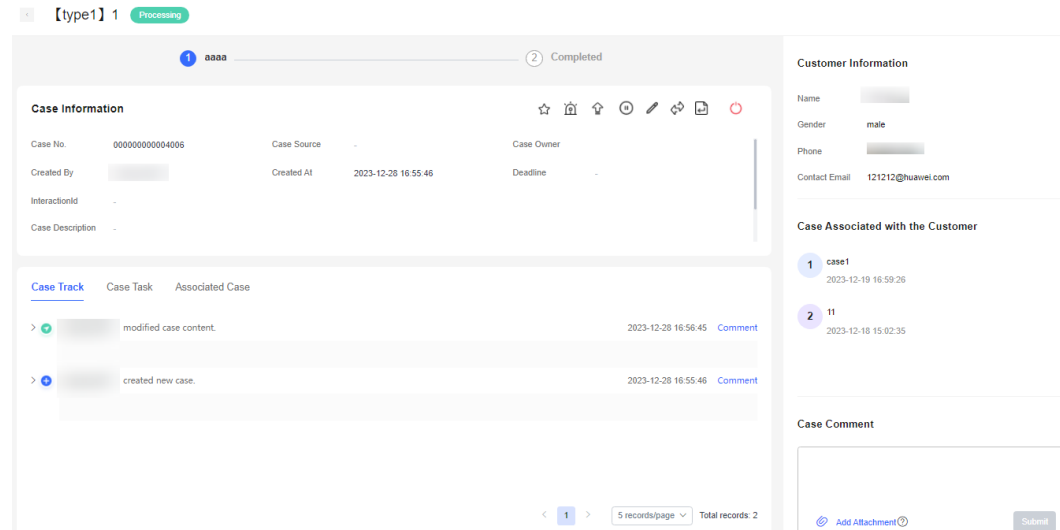 【type1】1 Processing
1 aaaa 2 Completed
Case Information
Case No. 000000000004006 Case Source - Case Owner
Created By Created At 2023-12-28 16:55:46 Deadline -
InteractionId -
Case Description -
Case Track Case Task Associated Case
modified case content. 2023-12-28 16:56:45 Comment
created new case. 2023-12-28 16:55:46 Comment
< 1 > 5 records/page Total records: 2
Customer Information
Name
Gender male
Phone
Contact Email 121212@huawei.com
Case Associated with the Customer
1 case1
2023-12-19 16:59:26
2 11
2023-12-18 15:02:35
Case Comment
Add Attachment Submit